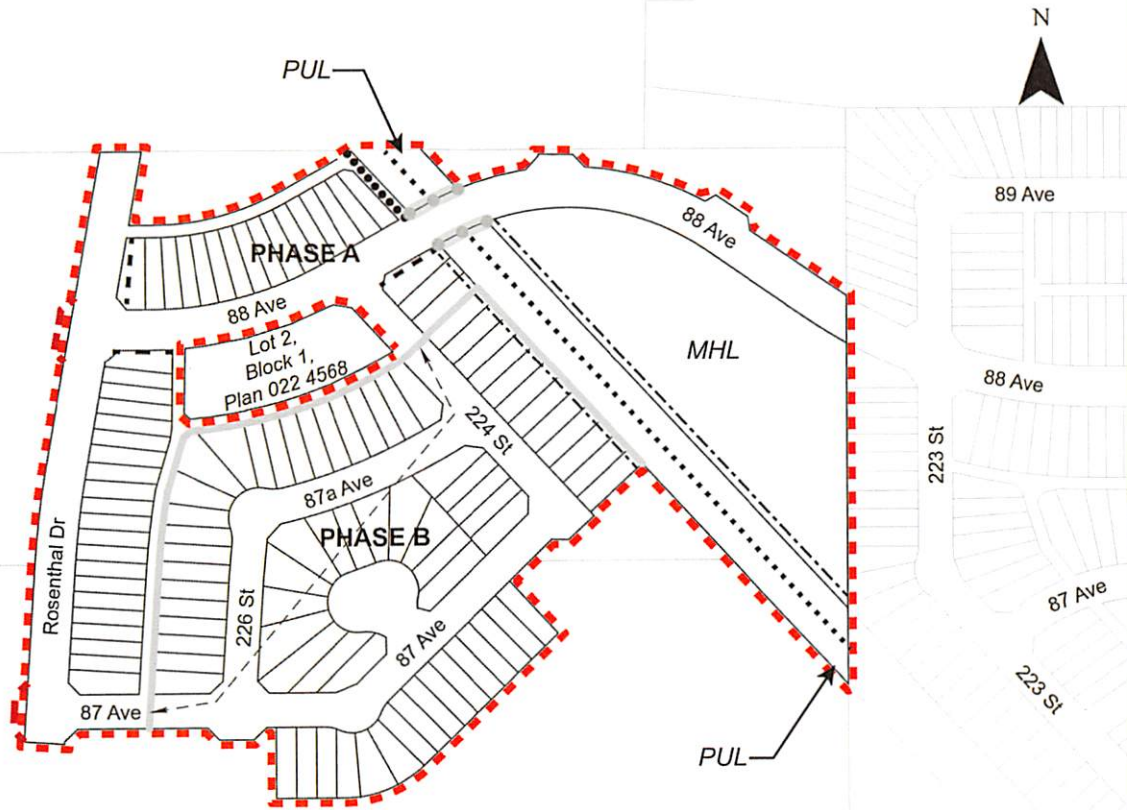 N
PUL
89 Ave
88 Ave
PHASE A
88 Ave
Lot 2,
Block 1,
Plan 022 4568
MHL
88 Ave
223 St
224 St
87a Ave
PHASE B
Rosenthal Dr
226 St
87 Ave
87 Ave
87 Ave
223 St
PUL